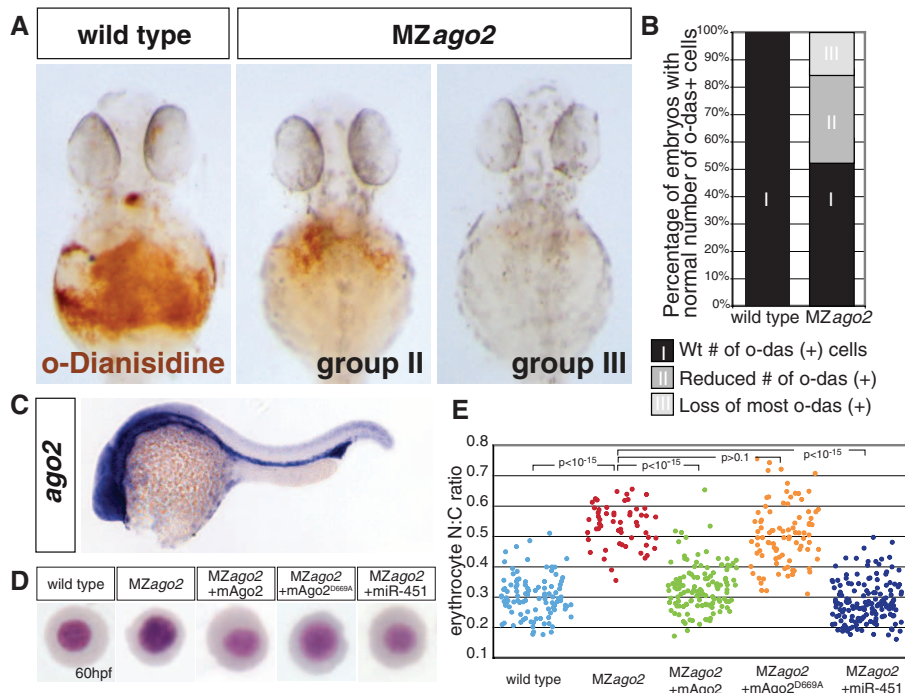 A
wild type
MZago2
o-Dianisidine
group II
group III
B
Percentage of embryos with
normal number of o-das+ cells
100%
90%
80%
70%
60%
50%
40%
30%
20%
10%
0%
I
III
II
I
wild type
MZago2
I Wt # of o-das (+) cells
II Reduced # of o-das (+)
III Loss of most o-das (+)
C
ago2
D
wild type
MZago2
MZago2
+mAgo2
MZago2
+mAgo2D669A
MZago2
+miR-451
60hpf
E
erythrocyte N:C ratio
0.8
0.7
0.6
0.5
0.4
0.3
0.2
0.1
p<10-15
p<10-15
p>0.1
p<10-15
wild type
MZago2
MZago2
+mAgo2
MZago2
+mAgo2D669A
MZago2
+miR-451